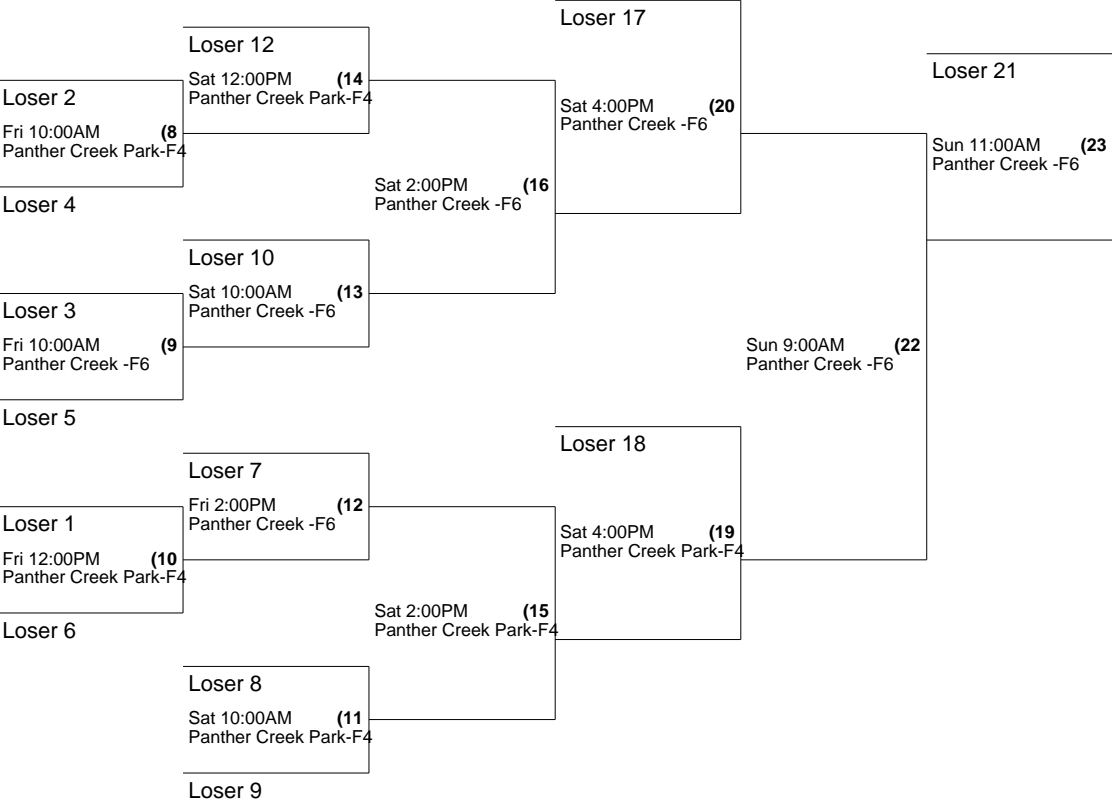 Loser 17
Loser 12
Loser 21
Sat 12:00PM (14
Panther Creek Park-F4
Loser 2
Sat 4:00PM (20
Panther Creek -F6
Fri 10:00AM (8
Panther Creek Park-F4
Sun 11:00AM (23
Panther Creek -F6
Sat 2:00PM (16
Panther Creek -F6
Loser 4
Loser 10
Sat 10:00AM (13
Panther Creek -F6
Loser 3
Fri 10:00AM (9
Panther Creek -F6
Sun 9:00AM (22
Panther Creek -F6
Loser 5
Loser 18
Loser 7
Fri 2:00PM (12
Panther Creek -F6
Loser 1
Sat 4:00PM (19
Panther Creek Park-F4
Fri 12:00PM (10
Panther Creek Park-F4
Sat 2:00PM (15
Panther Creek Park-F4
Loser 6
Loser 8
Sat 10:00AM (11
Panther Creek Park-F4
Loser 9